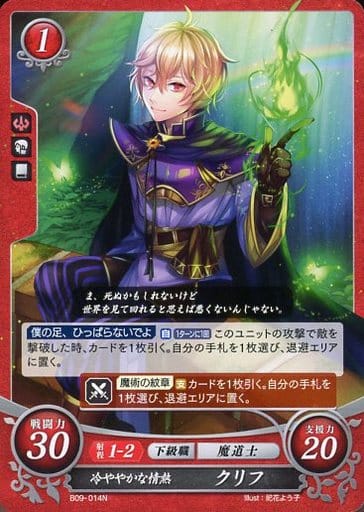 1
ま、死ぬかもしれないけど
世界を見て回れると思えば悪くないんじゃない。
僕の足、ひっぱらないでよ 自 1ターンに1回 このユニットの攻撃で敵を
撃破した時、カードを1枚引く。自分の手札を1枚選び、退避エリア
に置く。
魔術の紋章 支 カードを1枚引く。自分の手札を
1枚選び、退避エリアに置く。
戦闘力
30
射程 1-2 下級職 魔道士
支援力
20
冷ややかな情熱 クリフ
B09-014N Illust：祀花よう子